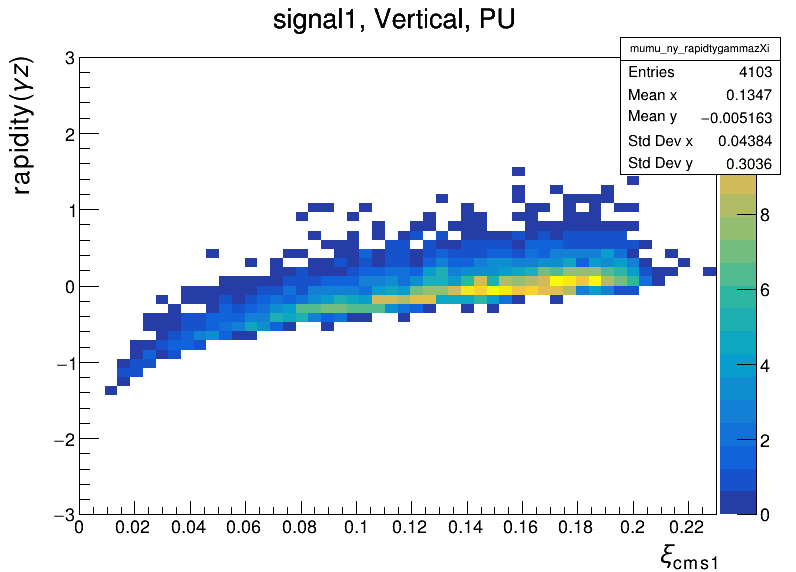 signal1, Vertical, PU
mumu_ny_rapidtygammazXi
Entries 4103
Mean x 0.1347
Mean y −0.005163
Std Dev x 0.04384
Std Dev y 0.3036
rapidity(γz)
3
2
1
0
−1
−2
−3
8
6
4
2
0
0 0.02 0.04 0.06 0.08 0.1 0.12 0.14 0.16 0.18 0.2 0.22
ξcms1